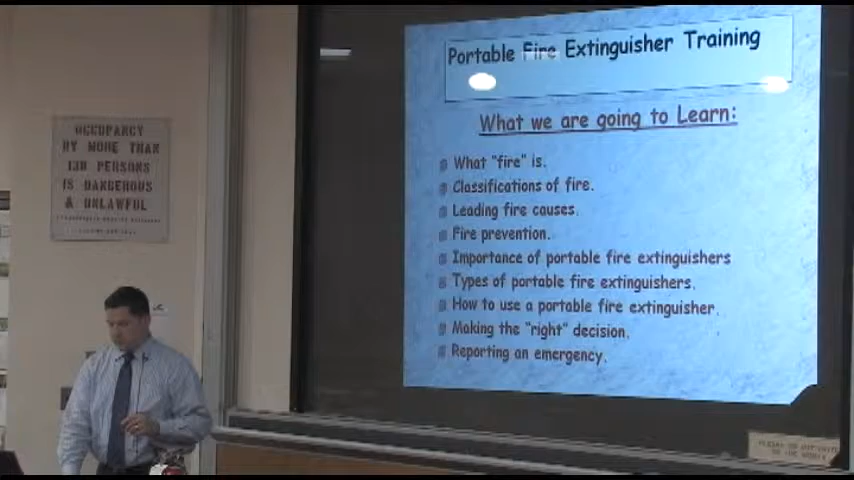 OCCUPANCY
BY MORE THAN
130 PERSONS
IS DANGEROUS
& UNLAWFUL
Portable Fire Extinguisher Training
What we are going to Learn:
What "fire" is.
Classifications of fire.
Leading fire causes.
Fire prevention.
Importance of portable fire extinguishers
Types of portable fire extinguishers.
How to use a portable fire extinguisher.
Making the "right" decision.
Reporting an emergency.